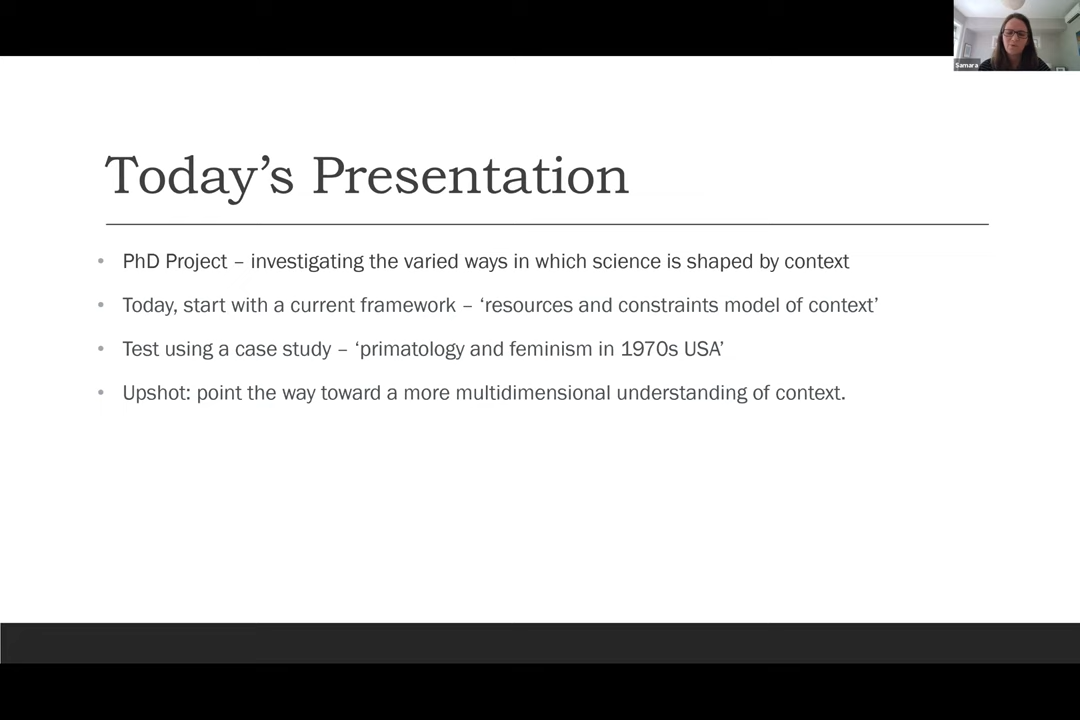 Samara
Today’s Presentation
• PhD Project – investigating the varied ways in which science is shaped by context
• Today, start with a current framework – ‘resources and constraints model of context’
• Test using a case study – ‘primatology and feminism in 1970s USA’
• Upshot: point the way toward a more multidimensional understanding of context.